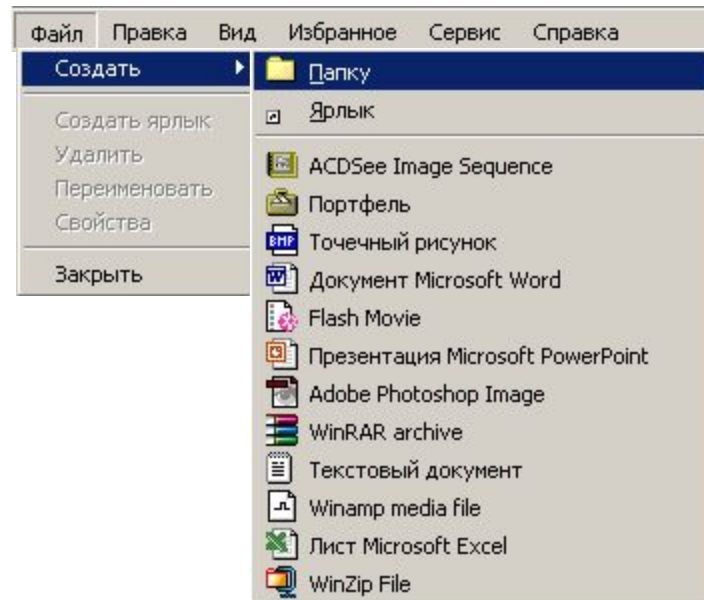 Файл Правка Вид Избранное Сервис Справка
Создать
Создать ярлык
Удалить
Переименовать
Свойства
Закрыть
Папку
Ярлык
ACDSee Image Sequence
Портфель
BMP Точечный рисунок
Документ Microsoft Word
Flash Movie
Презентация Microsoft PowerPoint
Adobe Photoshop Image
WinRAR archive
Текстовый документ
Winamp media file
Лист Microsoft Excel
WinZip File